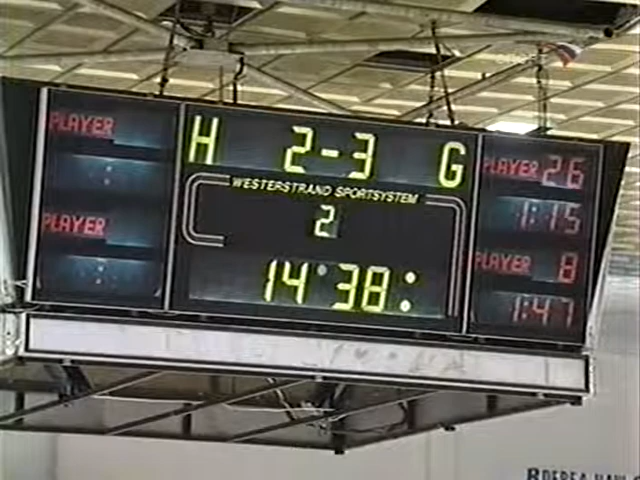 PLAYER
:
PLAYER
:
H 2-3 G
WESTERSTRAND SPORTSYSTEM
2
14:38:
PLAYER 26
1:15
PLAYER 8
1:47